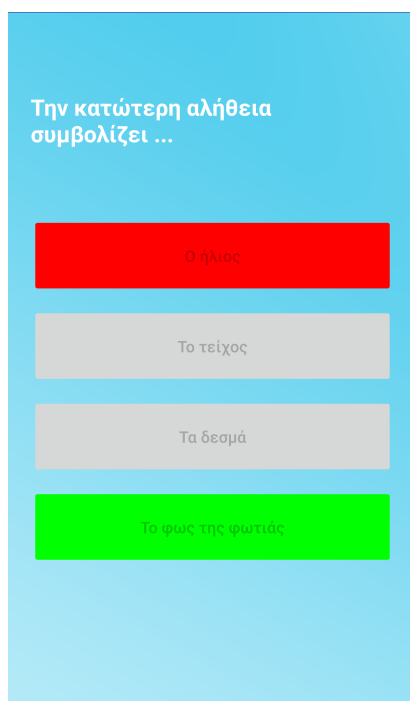 Την κατώτερη αλήθεια
συμβολίζει ...
Ο ήλιος
Το τείχος
Τα δεσμά
Το φως της φωτιάς